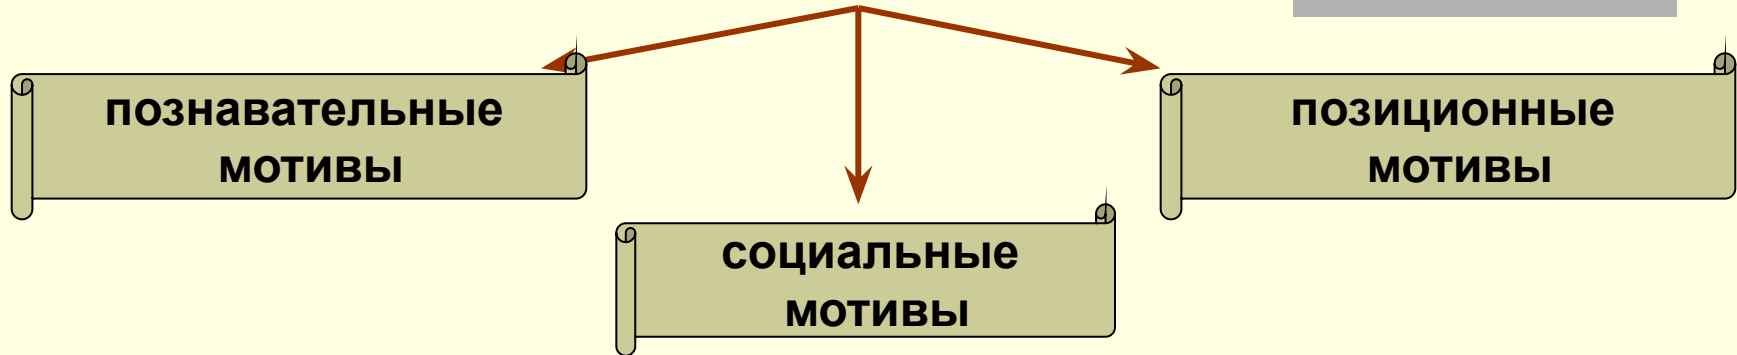 познавательные
мотивы
позиционные
мотивы
социальные
мотивы